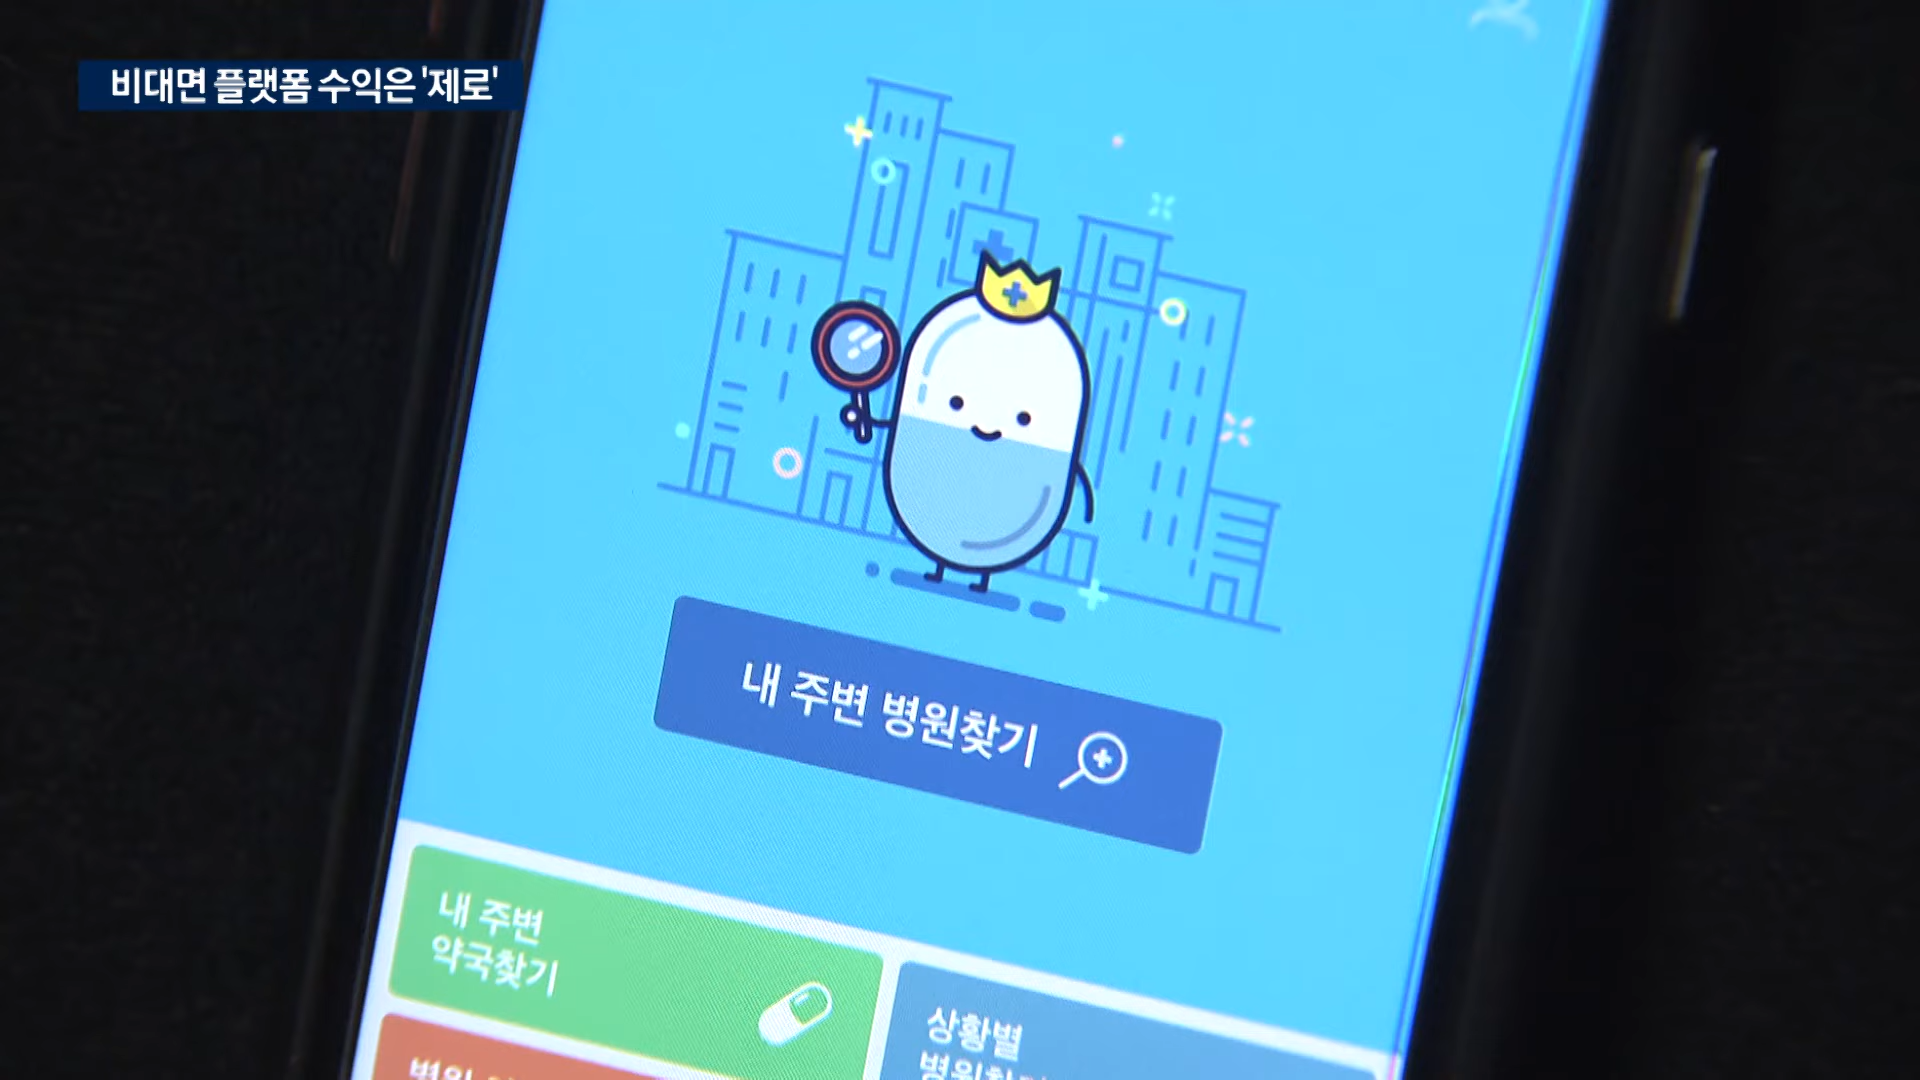 비대면 플랫폼 수익은 '제로'
내 주변 병원찾기
내 주변
약국찾기
상황별